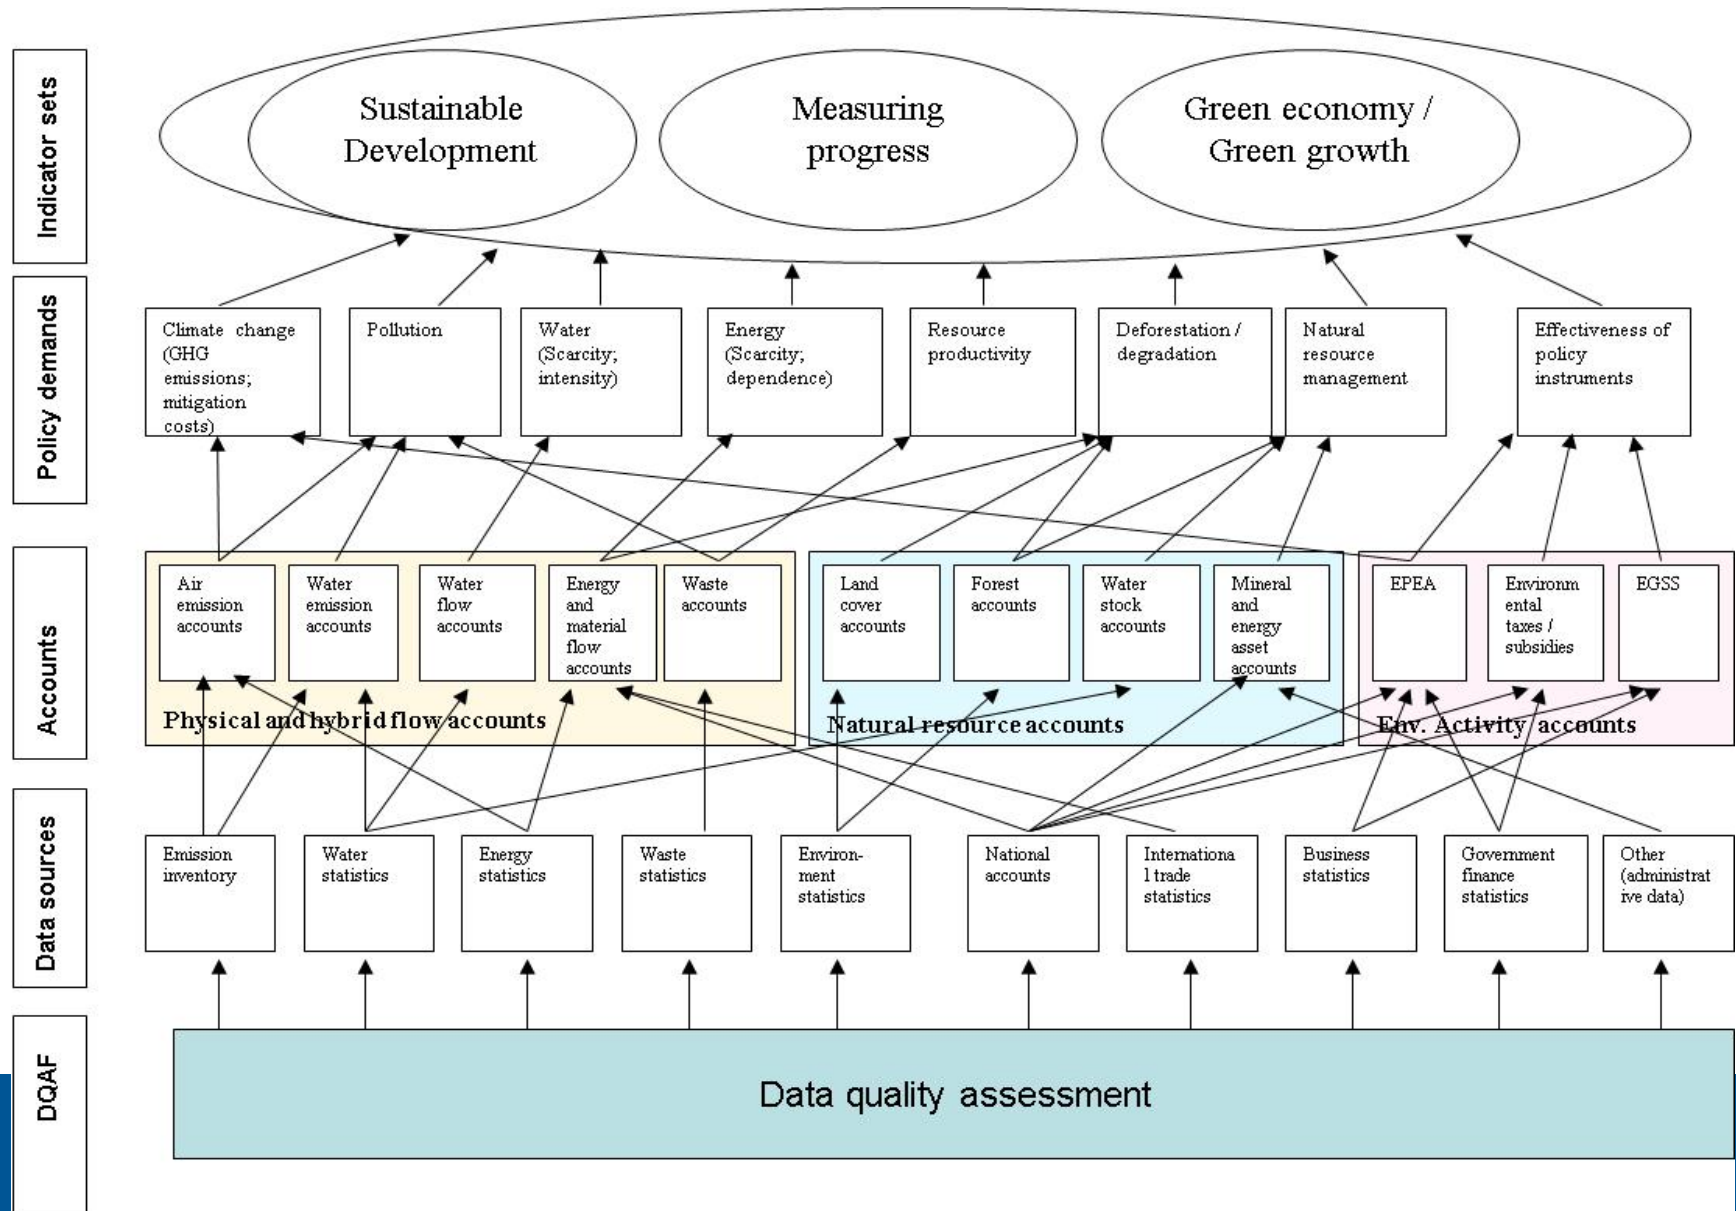 Indicator sets
Sustainable
Development
Measuring
progress
Green economy /
Green growth
Policy demands
Climate change
(GHG
emissions;
mitigation
costs)
Pollution
Water
(Scarcity;
intensity)
Energy
(Scarcity;
dependence)
Resource
productivity
Deforestation /
degradation
Natural
resource
management
Effectiveness of
policy
instruments
Accounts
Air
emission
accounts
Water
emission
accounts
Water
flow
accounts
Energy
and
material
flow
accounts
Waste
accounts
Physical and hybrid flow accounts
Land
cover
accounts
Forest
accounts
Water
stock
accounts
Mineral
and
energy
asset
accounts
Natural resource accounts
EPEA
Environm
ental
taxes /
subsidies
EGSS
Env. Activity accounts
Data sources
Emission
inventory
Water
statistics
Energy
statistics
Waste
statistics
Environ-
ment
statistics
National
accounts
Internationa
l trade
statistics
Business
statistics
Government
finance
statistics
Other
(administrat
ive data)
DQAF
Data quality assessment